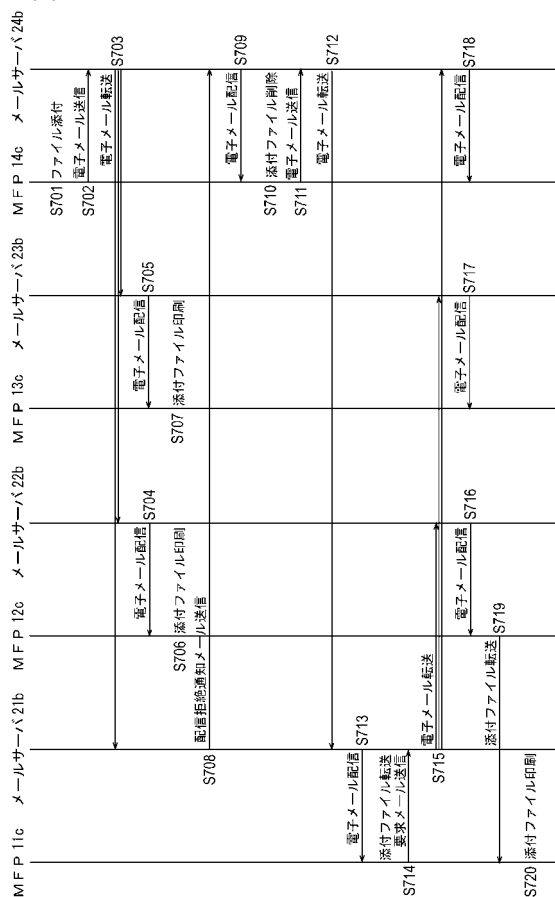 MFP 11c
メールサーバ 21b
MFP 12c
メールサーバ 22b
MFP 13c
メールサーバ 23b
MFP 14c
メールサーバ 24b
S701 ファイル添付
S702
電子メール送信
電子メール転送
S703
電子メール配信
S704
電子メール配信
S705
S706 添付ファイル印刷
S707 添付ファイル印刷
配信拒絶通知メール送信
S708
電子メール配信
S709
S710 添付ファイル削除
S711
電子メール送信
電子メール転送
S712
電子メール配信
S713
添付ファイル転送
要求メール送信
S714
電子メール転送
S715
電子メール配信
S716
電子メール配信
S717
電子メール配信
S718
添付ファイル転送
S719
S720 添付ファイル印刷